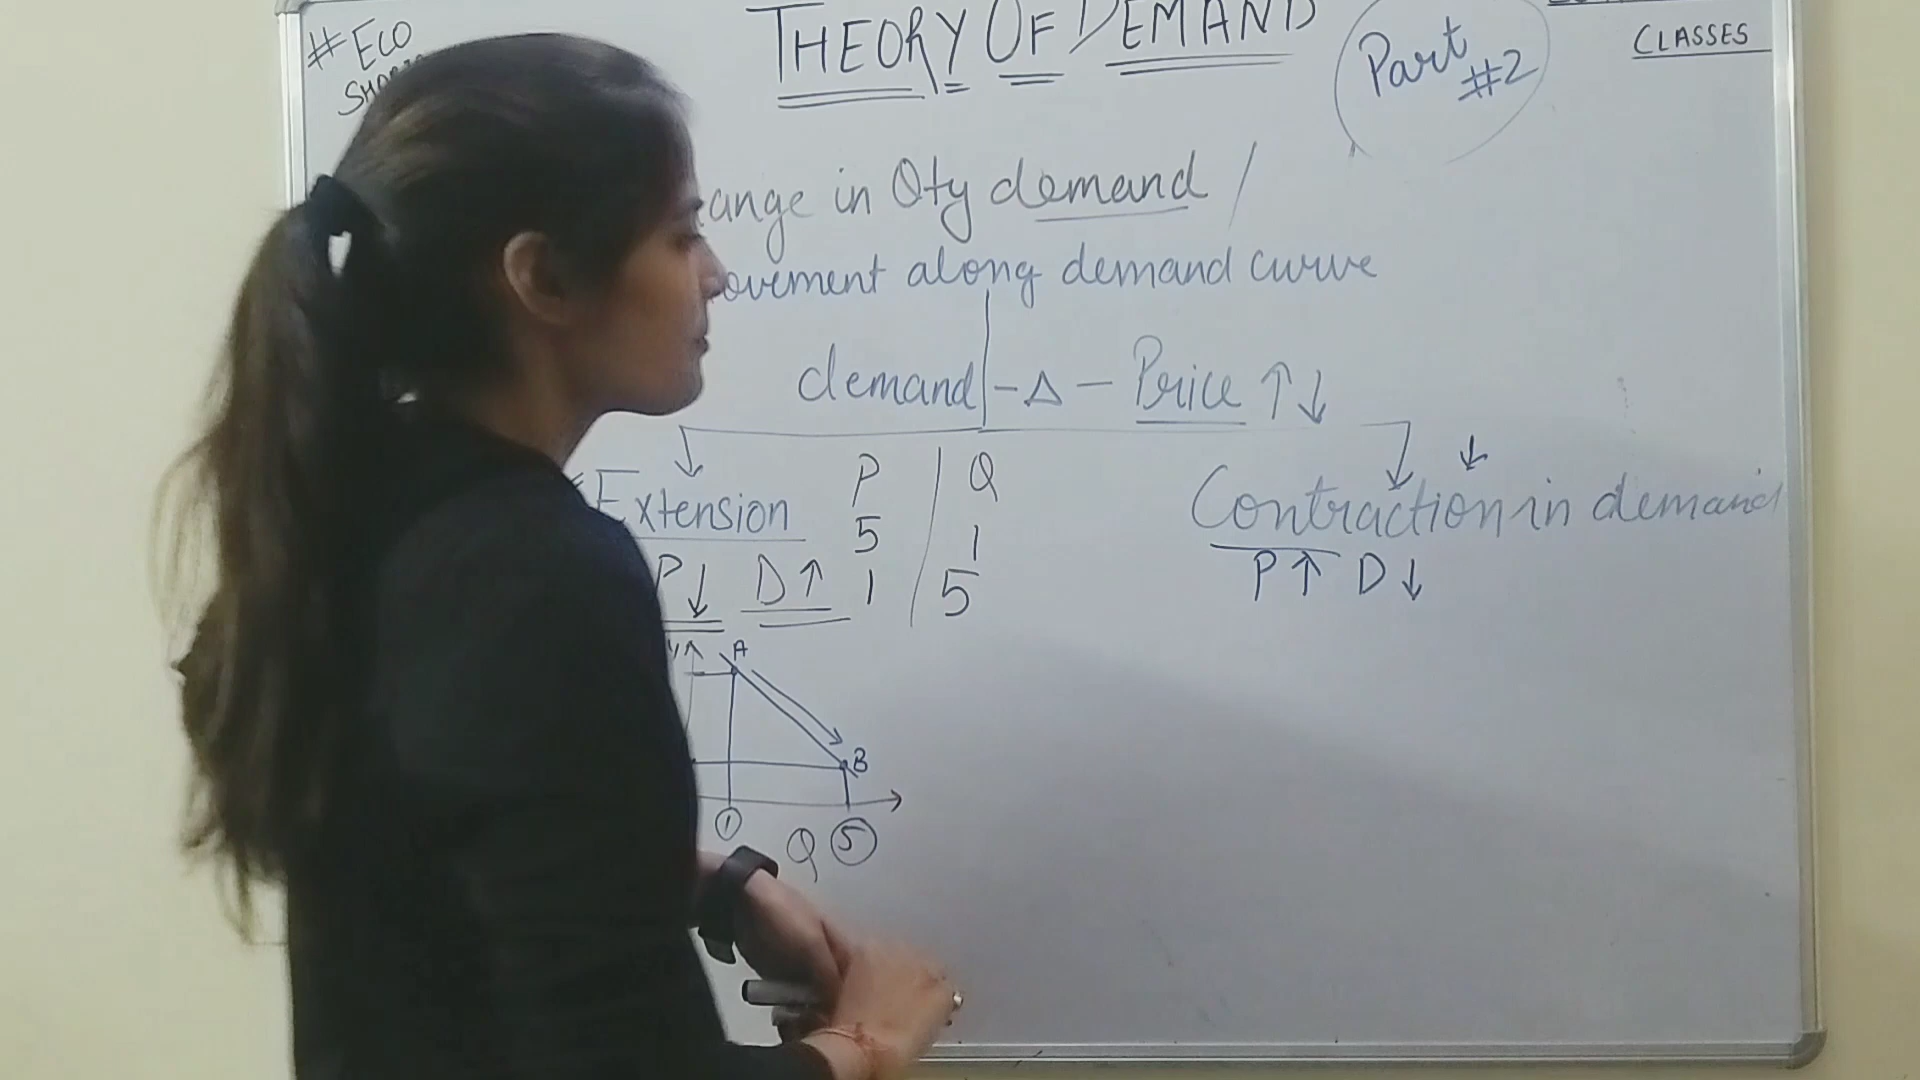 # ECO
THEORY OF DEMAND
Part #2
CLASSES
ange in Qty demand /
ovement along demand curve
demand - Δ - Price ↑↓
Extension
P | Q
5 | 1
1 | 5
P↓ D↑
Contraction in demand
P↑ D↓
Y A
B
1 Q 5